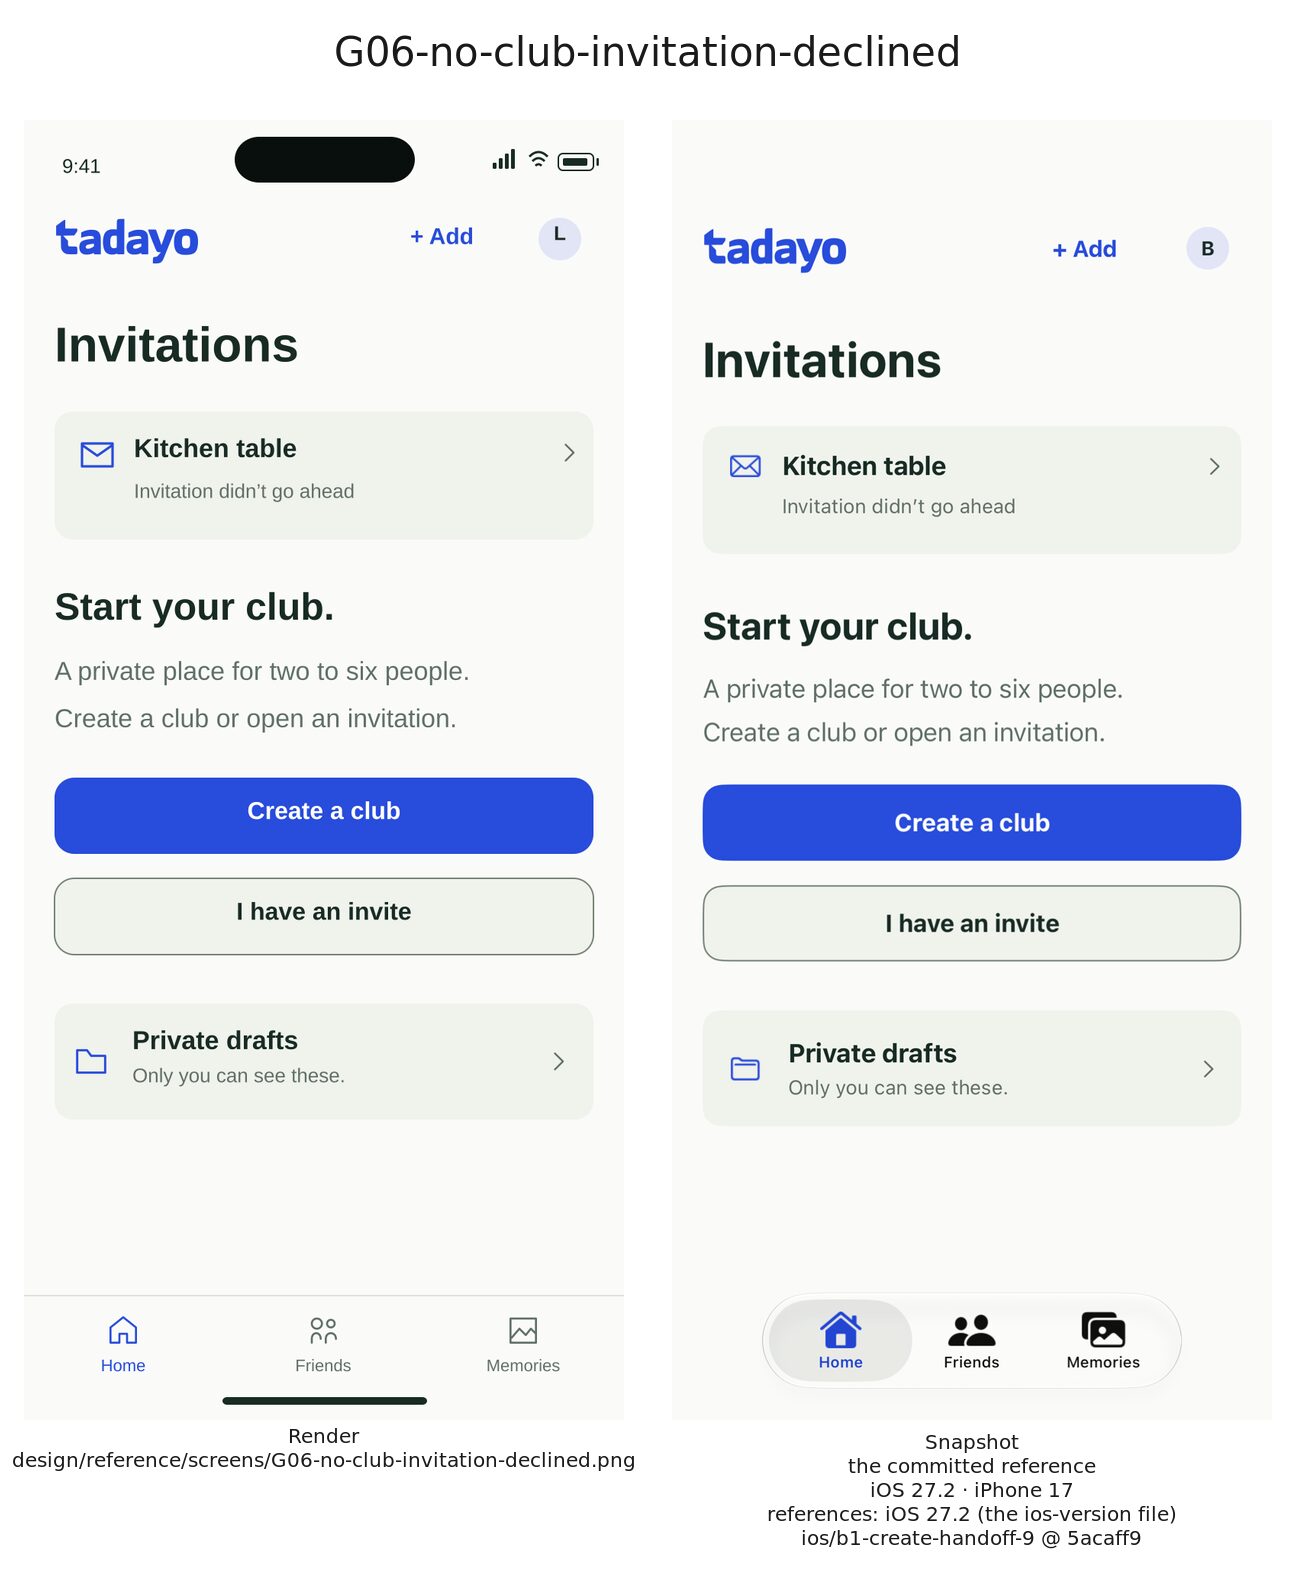 G06-no-club-invitation-declined
9:41
tadayo
+ Add
L
Invitations
Kitchen table
Invitation didn’t go ahead
Start your club.
A private place for two to six people.
Create a club or open an invitation.
Create a club
I have an invite
Private drafts
Only you can see these.
Home
Friends
Memories
Render
design/reference/screens/G06-no-club-invitation-declined.png
tadayo
+ Add
B
Invitations
Kitchen table
Invitation didn’t go ahead
Start your club.
A private place for two to six people.
Create a club or open an invitation.
Create a club
I have an invite
Private drafts
Only you can see these.
Home
Friends
Memories
Snapshot
the committed reference
iOS 27.2 · iPhone 17
references: iOS 27.2 (the ios-version file)
ios/b1-create-handoff-9 @ 5acaff9